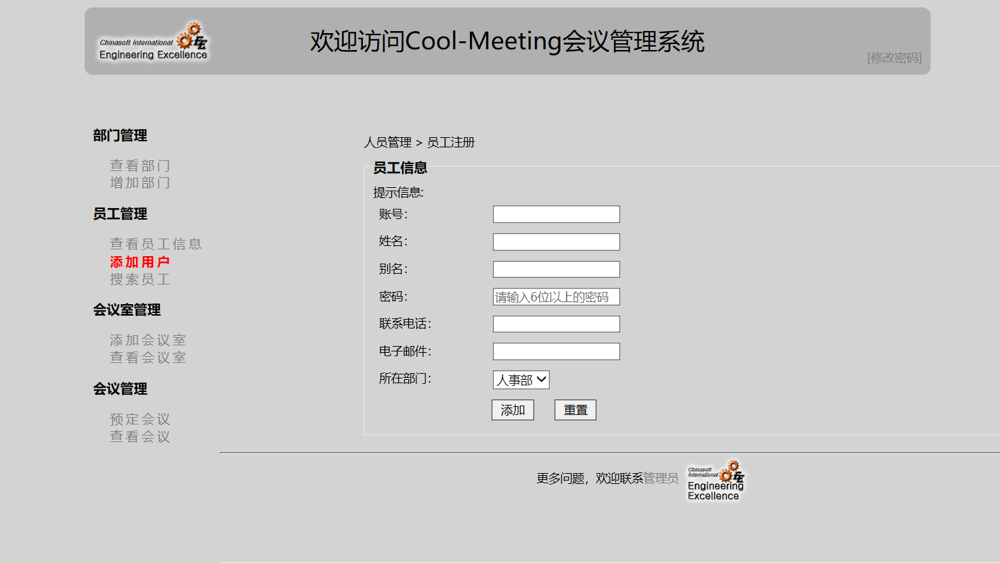 Chinasoft International
Engineering Excellence
欢迎访问Cool-Meeting会议管理系统
[修改密码]
部门管理
查看部门
增加部门
员工管理
查看员工信息
添加用户
搜索员工
会议室管理
添加会议室
查看会议室
会议管理
预定会议
查看会议
人员管理 > 员工注册
员工信息
提示信息:
账号：
姓名：
别名：
密码： 请输入6位以上的密码
联系电话：
电子邮件：
所在部门： 人事部
添加 重置
更多问题，欢迎联系管理员
Chinasoft
International
Engineering
Excellence